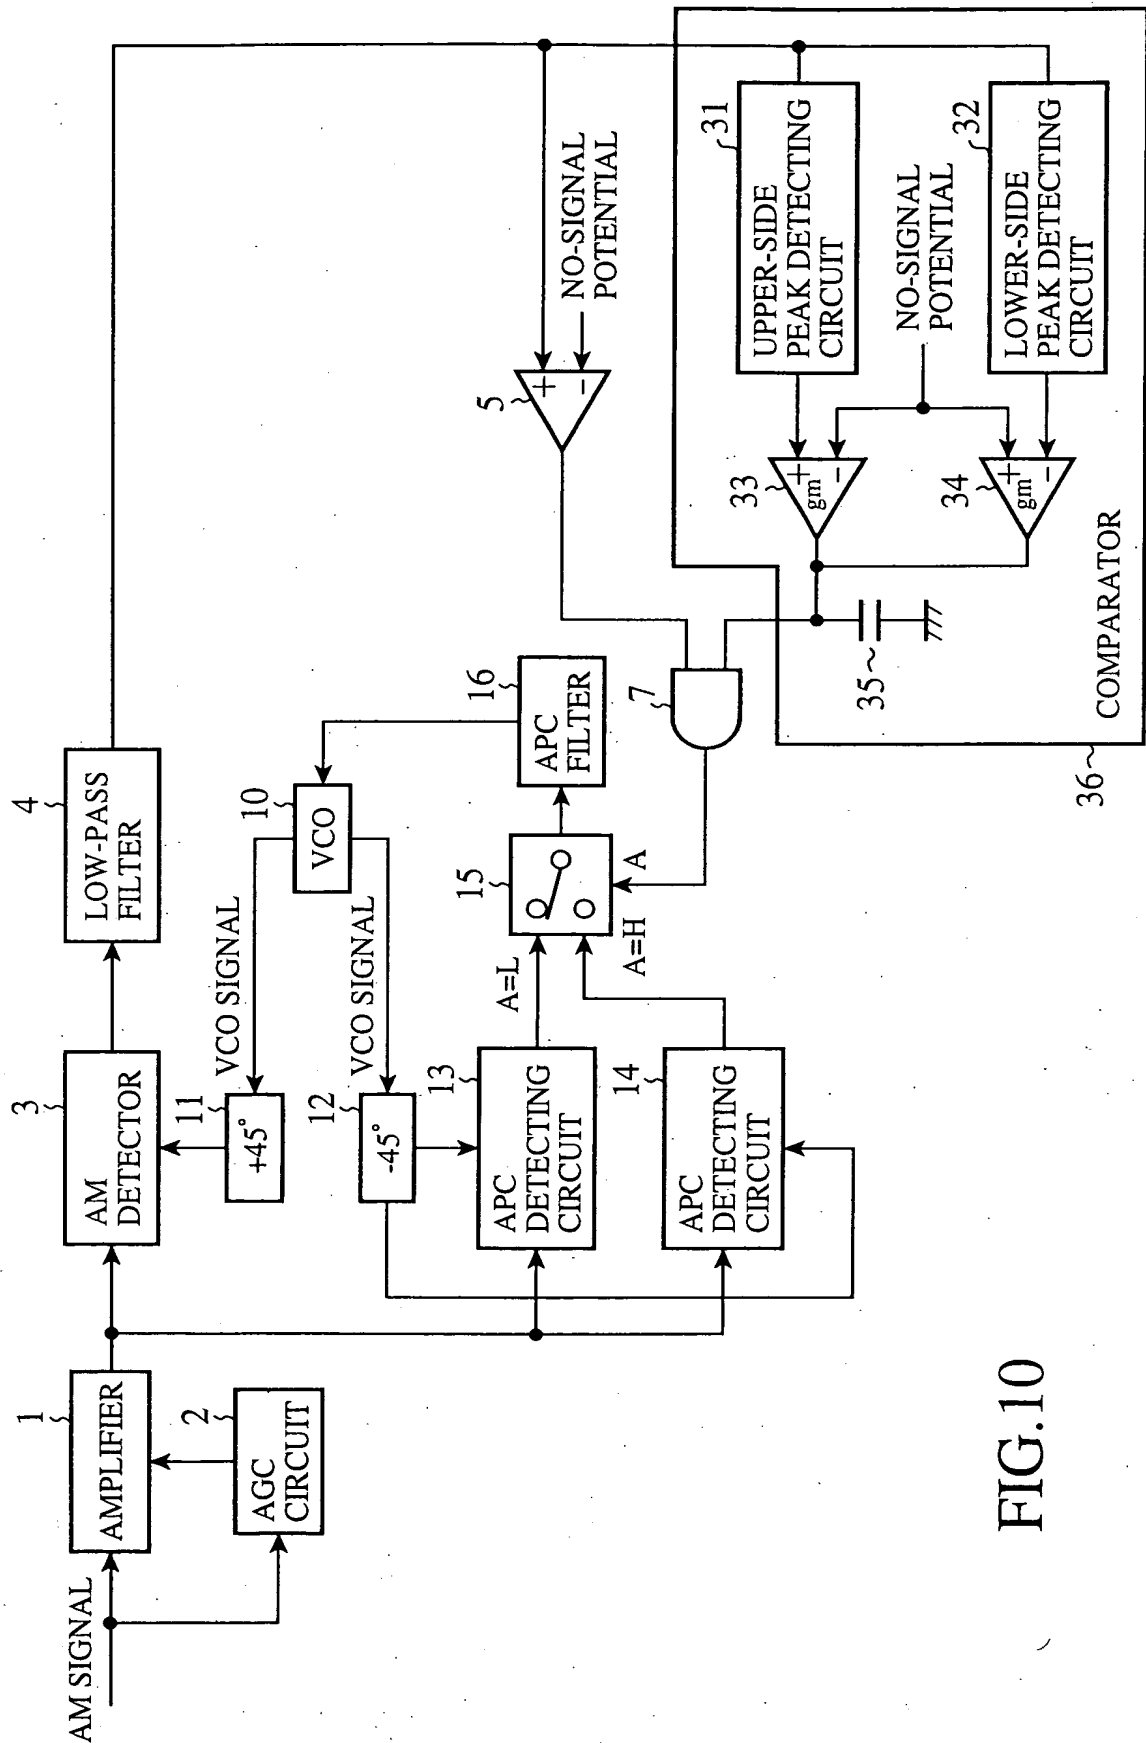 AM SIGNAL
1
AMPLIFIER
2
AGC
CIRCUIT
3
AM
DETECTOR
4
LOW-PASS
FILTER
11
+45°
VCO SIGNAL
10
VCO
12
-45°
VCO SIGNAL
13
APC
DETECTING
CIRCUIT
14
APC
DETECTING
CIRCUIT
A=L
A=H
15
A
16
APC
FILTER
5
+
-
NO-SIGNAL
POTENTIAL
7
31
UPPER-SIDE
PEAK DETECTING
CIRCUIT
32
LOWER-SIDE
PEAK DETECTING
CIRCUIT
NO-SIGNAL
POTENTIAL
33
+
gm
-
34
+
gm
-
35
COMPARATOR
36
FIG.10